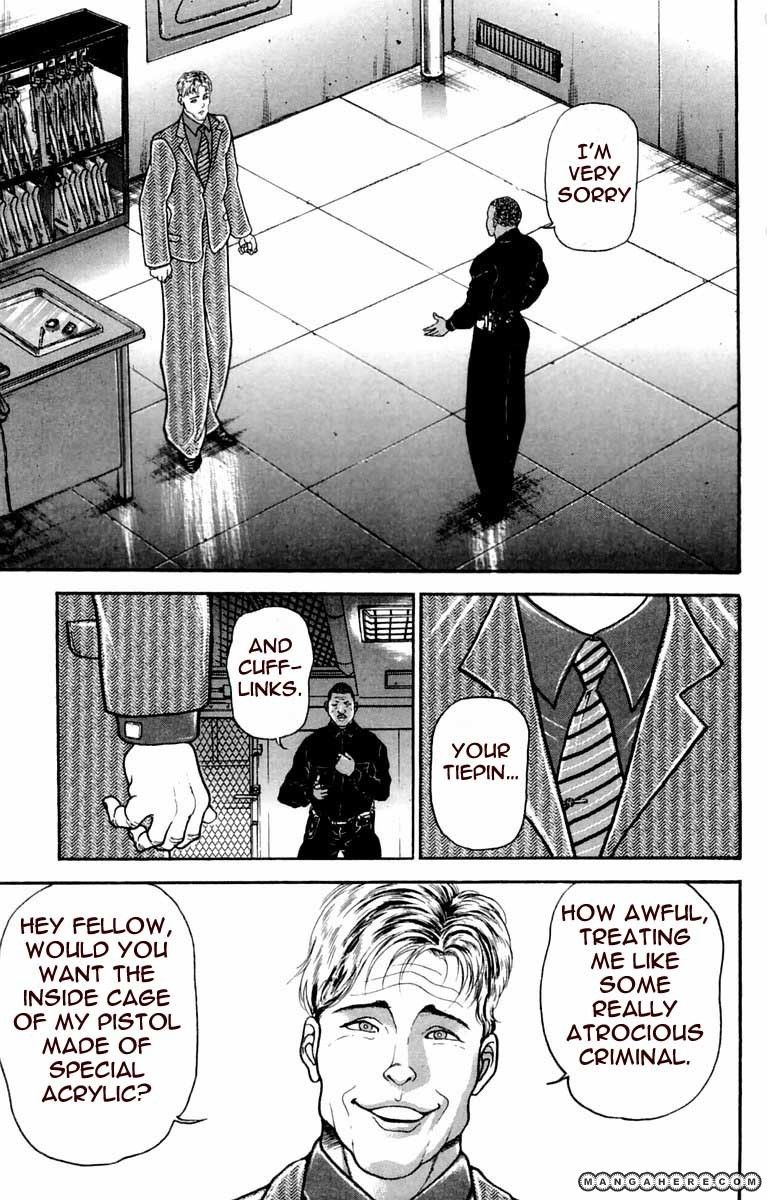 I'M
VERY
SORRY
YOUR
TIEPIN...
AND
CUFF-
LINKS.
HOW AWFUL,
TREATING
ME LIKE
SOME
REALLY
ATROCIOUS
CRIMINAL.
HEY FELLOW,
WOULD YOU
WANT THE
INSIDE CAGE
OF MY PISTOL
MADE OF
SPECIAL
ACRYLIC?
MANGAHERE.COM